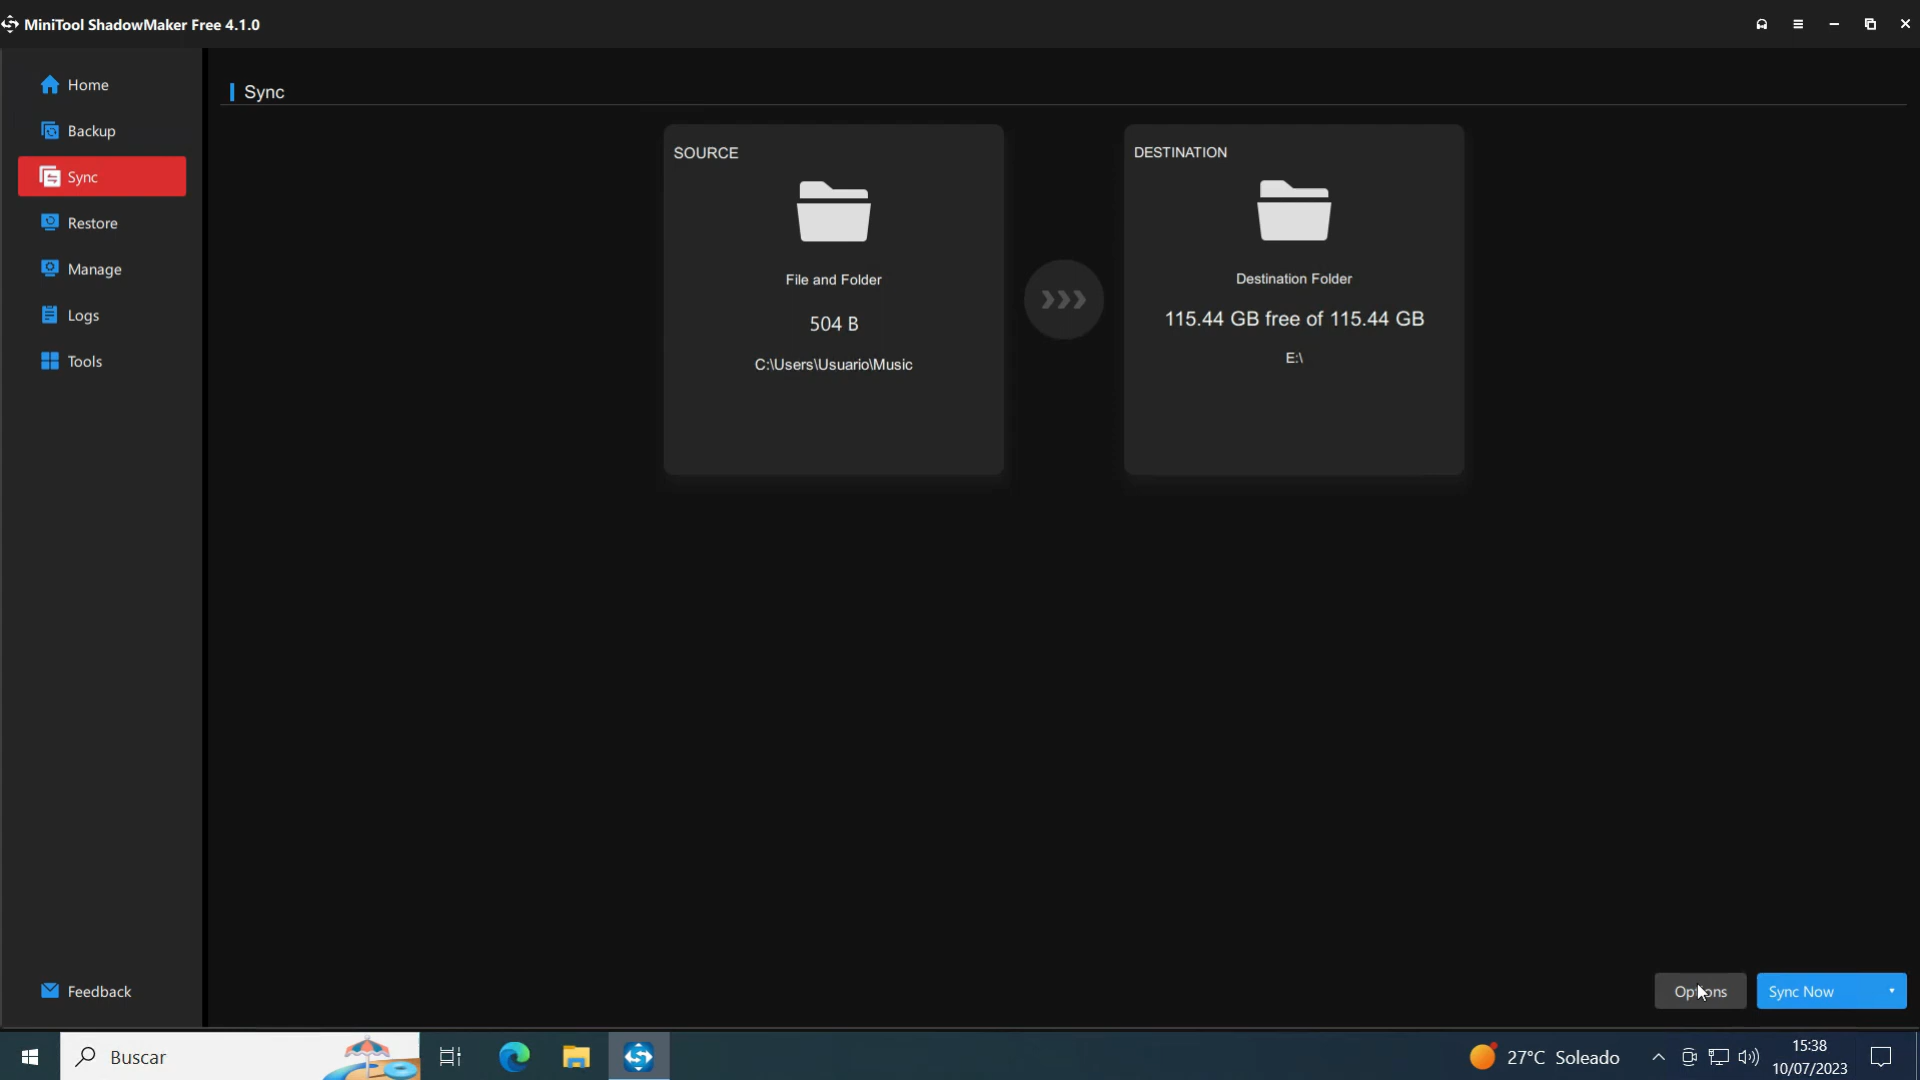 MiniTool ShadowMaker Free 4.1.0
Home
Backup
Sync
Restore
Manage
Logs
Tools
Feedback
Sync
SOURCE
File and Folder
504 B
C:\Users\Usuario\Music
DESTINATION
Destination Folder
115.44 GB free of 115.44 GB
E:\
Options
Sync Now
Buscar
27°C Soleado
15:38
10/07/2023